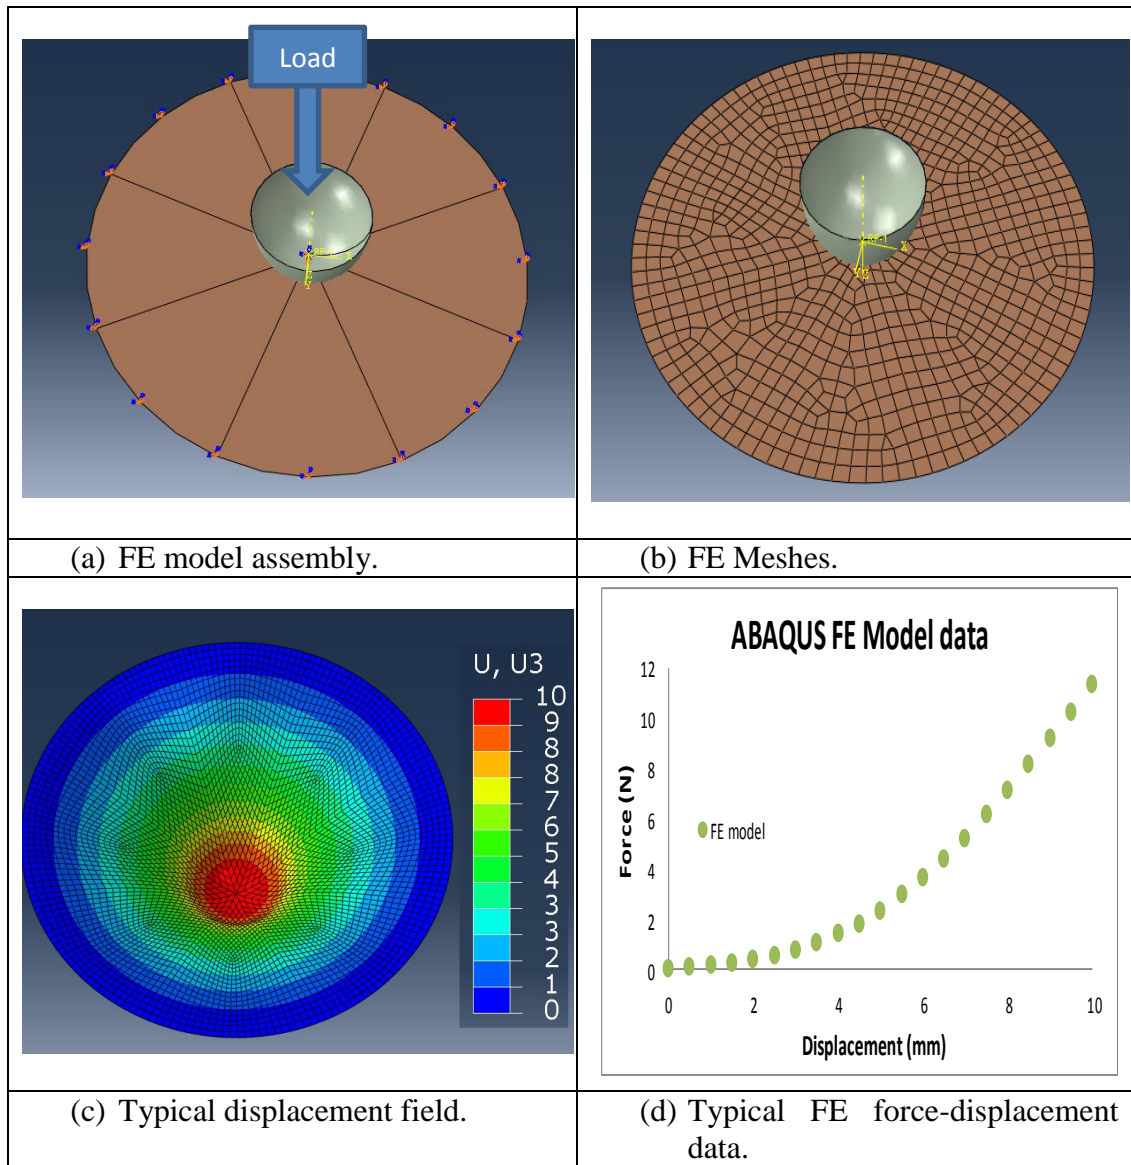 Load
RP-1
X
Y
Z
(a) FE model assembly.
(b) FE Meshes.
U, U3
10
9
8
8
7
6
5
4
3
3
2
1
0
ABAQUS FE Model data
12
10
8
6
4
2
0
Force (N)
FE model
0 2 4 6 8 10
Displacement (mm)
(c) Typical displacement field.
(d) Typical FE force-displacement
data.